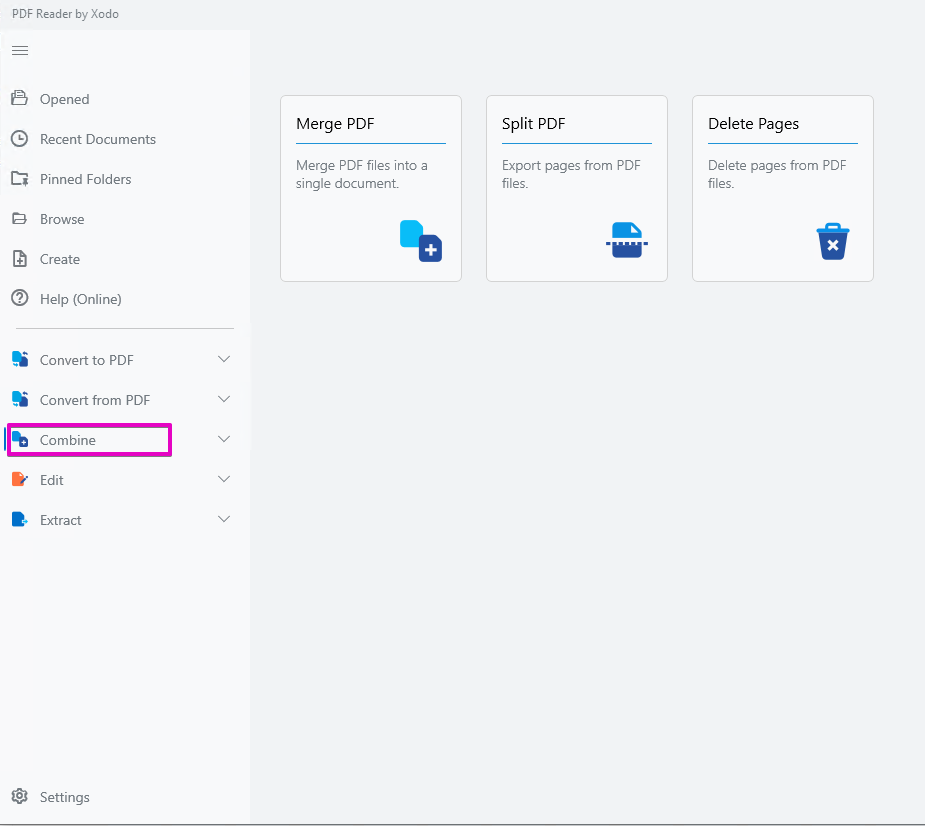 PDF Reader by Xodo
Opened
Recent Documents
Pinned Folders
Browse
Create
Help (Online)
Convert to PDF
Convert from PDF
Combine
Edit
Extract
Settings
Merge PDF
Merge PDF files into a
single document.
Split PDF
Export pages from PDF
files.
Delete Pages
Delete pages from PDF
files.